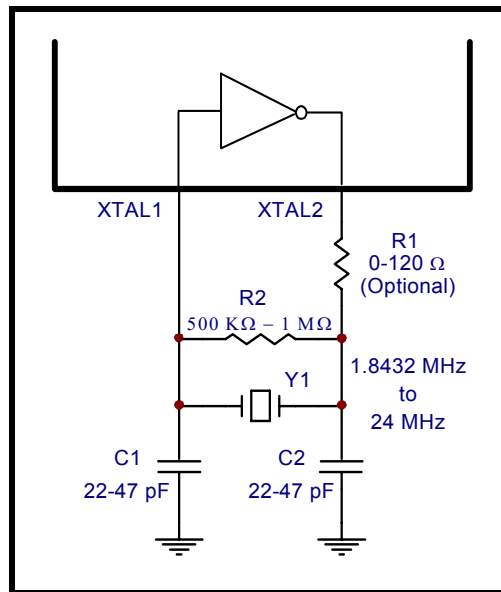 XTAL1
XTAL2
R1
0-120 Ω
(Optional)
R2
500 KΩ – 1 MΩ
Y1
1.8432 MHz
to
24 MHz
C1
22-47 pF
C2
22-47 pF